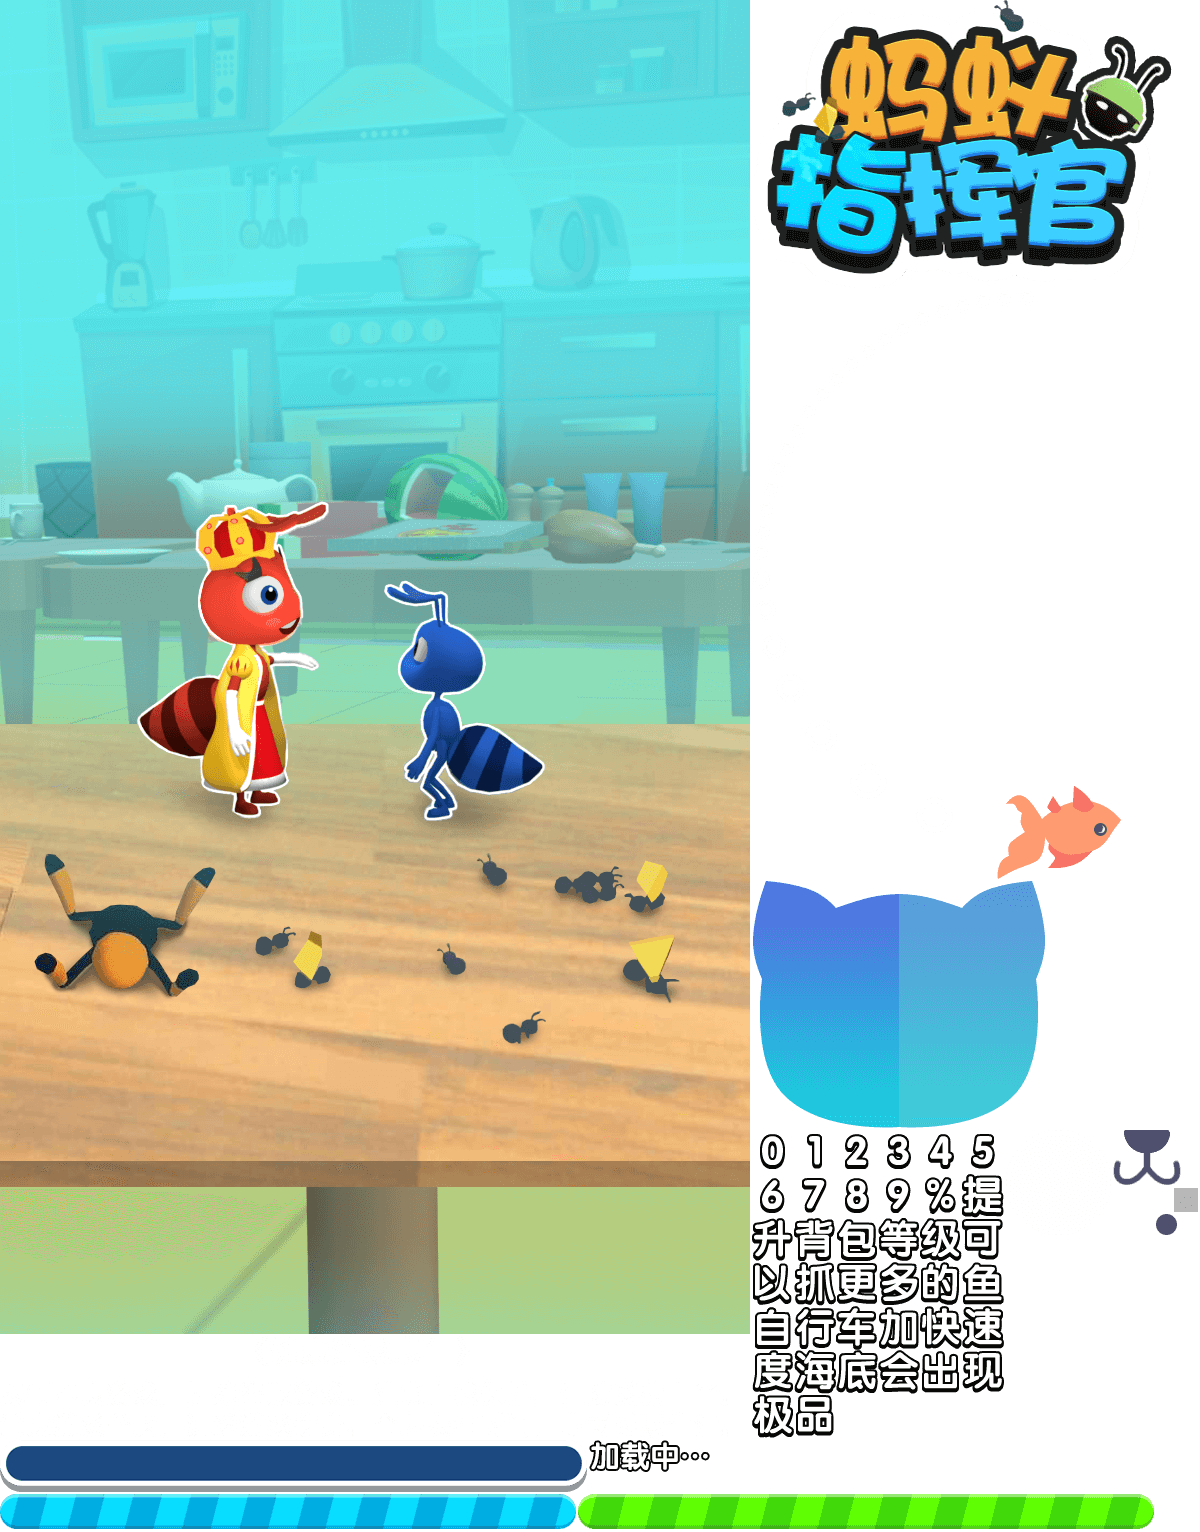 蚂蚁
指挥官
0 1 2 3 4 5
6 7 8 9 % 提
升背包等级可
以抓更多的鱼
自行车加快速
度海底会出现
极品
加载中…